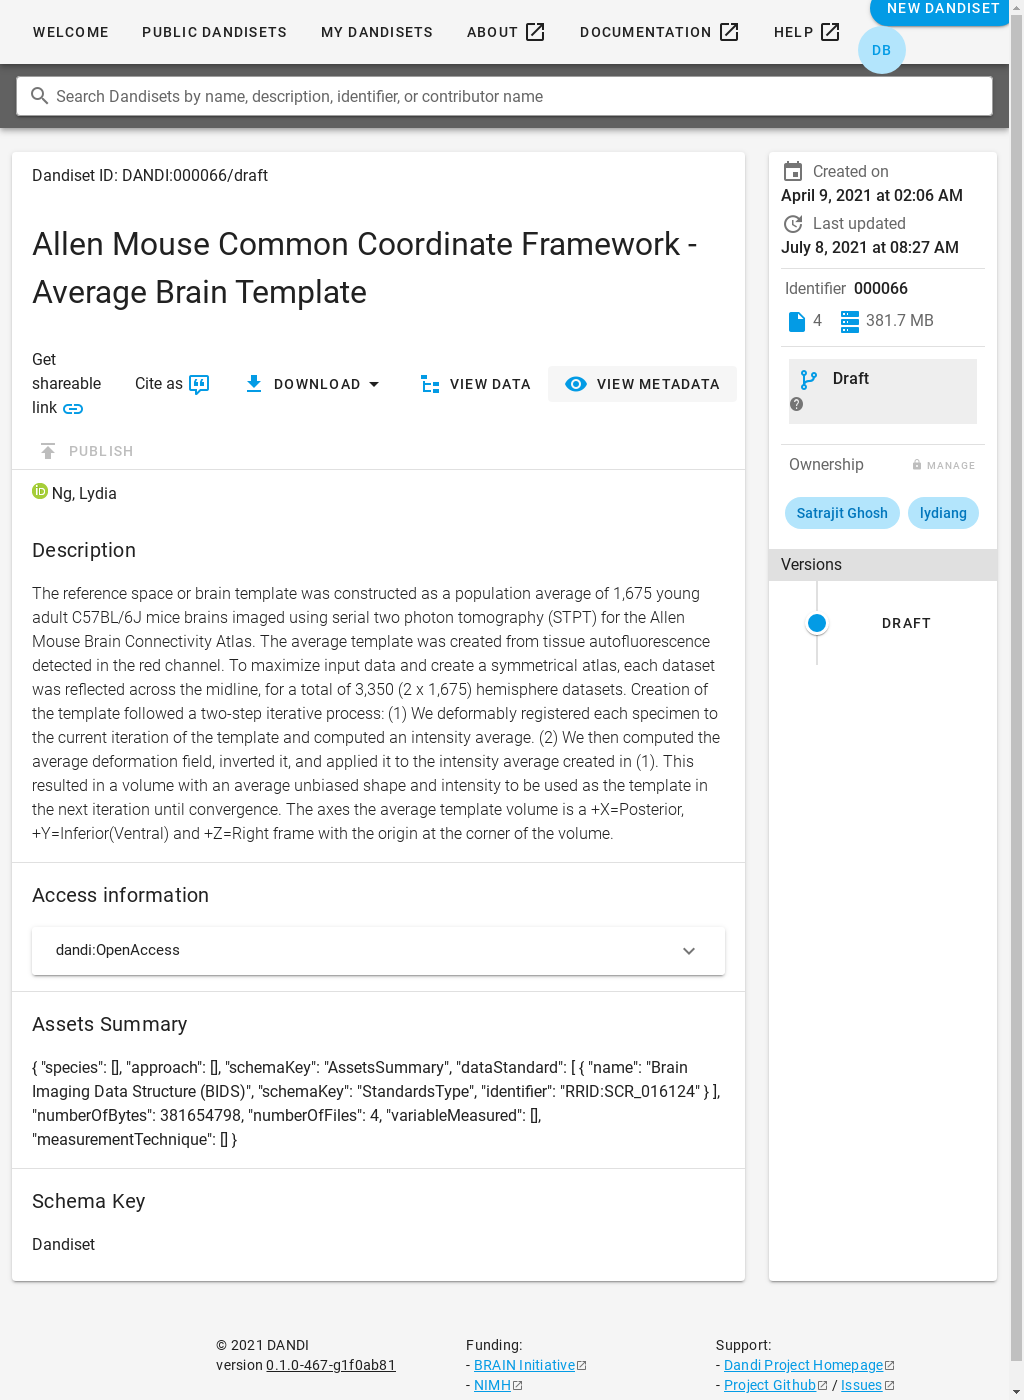 NEW DANDISET
WELCOME PUBLIC DANDISETS MY DANDISETS ABOUT DOCUMENTATION HELP
DB
Search Dandisets by name, description, identifier, or contributor name
Dandiset ID: DANDI:000066/draft
Allen Mouse Common Coordinate Framework -
Average Brain Template
Get
shareable
link
Cite as
DOWNLOAD
VIEW DATA
VIEW METADATA
PUBLISH
iD Ng, Lydia
Description
The reference space or brain template was constructed as a population average of 1,675 young
adult C57BL/6J mice brains imaged using serial two photon tomography (STPT) for the Allen
Mouse Brain Connectivity Atlas. The average template was created from tissue autofluorescence
detected in the red channel. To maximize input data and create a symmetrical atlas, each dataset
was reflected across the midline, for a total of 3,350 (2 x 1,675) hemisphere datasets. Creation of
the template followed a two-step iterative process: (1) We deformably registered each specimen to
the current iteration of the template and computed an intensity average. (2) We then computed the
average deformation field, inverted it, and applied it to the intensity average created in (1). This
resulted in a volume with an average unbiased shape and intensity to be used as the template in
the next iteration until convergence. The axes the average template volume is a +X=Posterior,
+Y=Inferior(Ventral) and +Z=Right frame with the origin at the corner of the volume.
Access information
dandi:OpenAccess
Assets Summary
{ "species": [], "approach": [], "schemaKey": "AssetsSummary", "dataStandard": [ { "name": "Brain
Imaging Data Structure (BIDS)", "schemaKey": "StandardsType", "identifier": "RRID:SCR_016124" } ],
"numberOfBytes": 381654798, "numberOfFiles": 4, "variableMeasured": [],
"measurementTechnique": [] }
Schema Key
Dandiset
Created on
April 9, 2021 at 02:06 AM
Last updated
July 8, 2021 at 08:27 AM
Identifier 000066
4 381.7 MB
Draft
Ownership MANAGE
Satrajit Ghosh lydiang
Versions
DRAFT
© 2021 DANDI
version 0.1.0-467-g1f0ab81
Funding:
- BRAIN Initiative
- NIMH
Support:
- Dandi Project Homepage
- Project Github / Issues